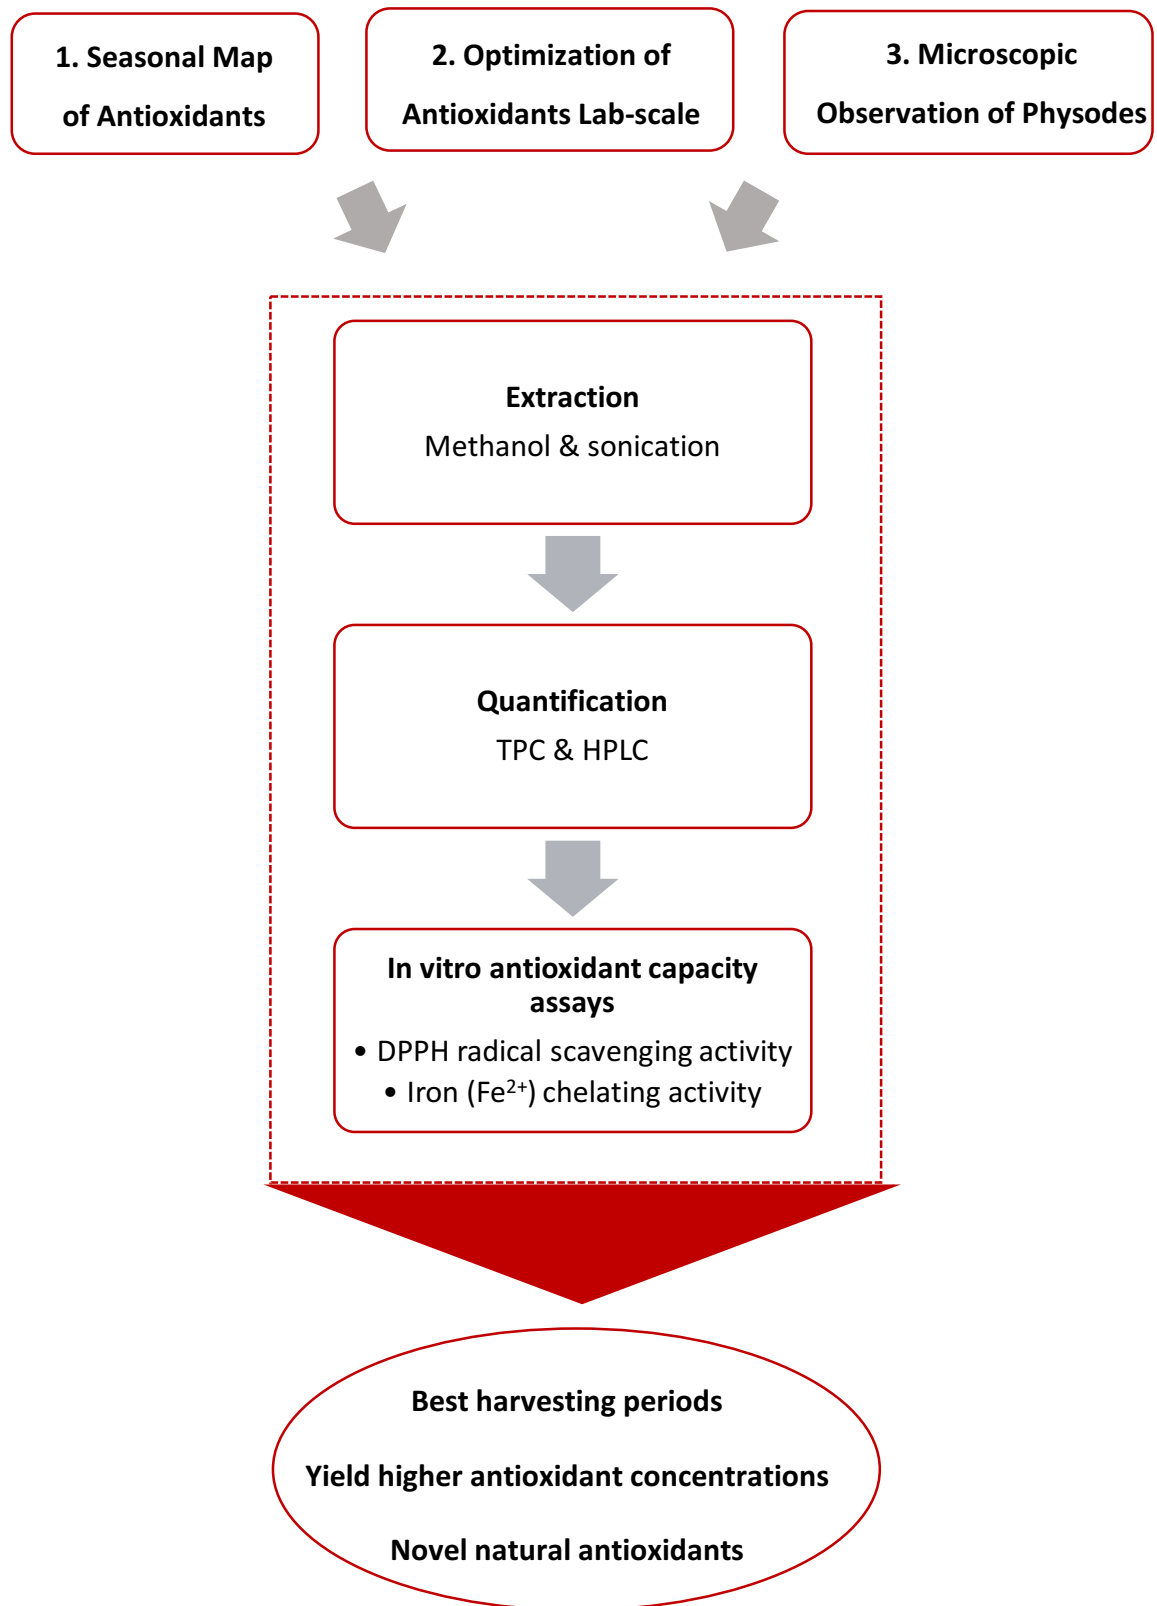 1. Seasonal Map
of Antioxidants
2. Optimization of
Antioxidants Lab-scale
3. Microscopic
Observation of Physodes
Extraction
Methanol & sonication
Quantification
TPC & HPLC
In vitro antioxidant capacity
assays
• DPPH radical scavenging activity
• Iron (Fe²⁺) chelating activity
Best harvesting periods
Yield higher antioxidant concentrations
Novel natural antioxidants